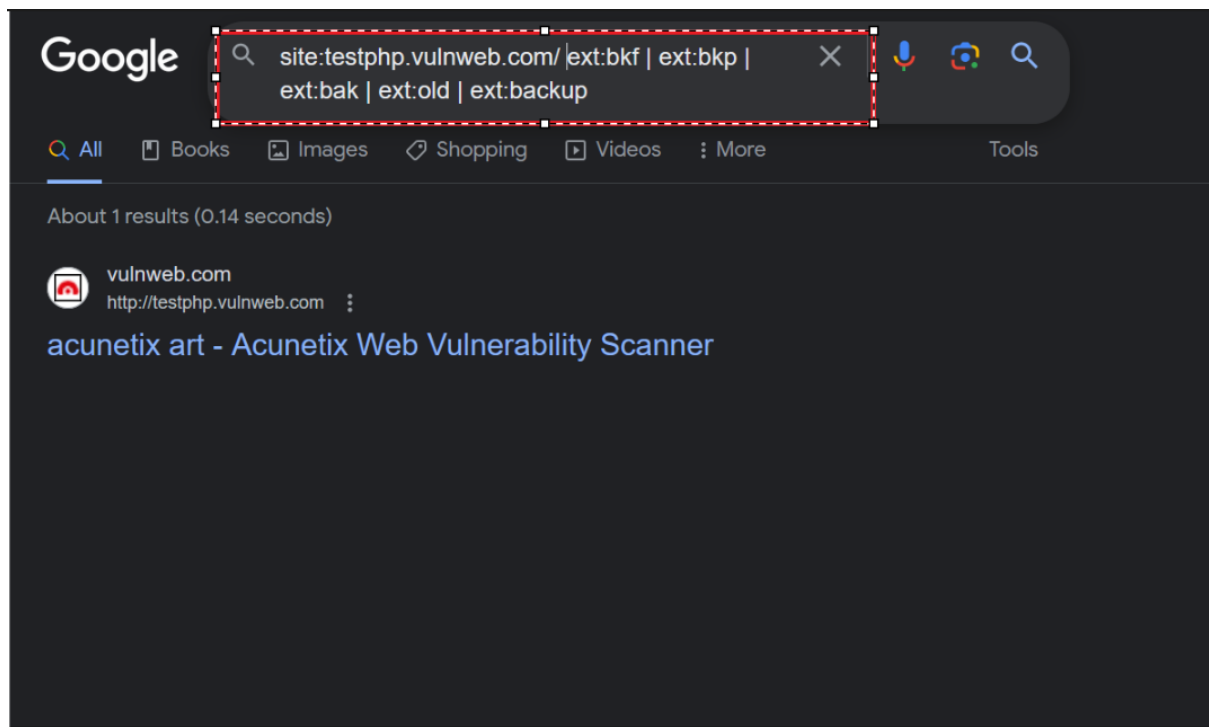 Google
site:testphp.vulnweb.com/ ext:bkf | ext:bkp |
ext:bak | ext:old | ext:backup
All Books Images Shopping Videos More Tools
About 1 results (0.14 seconds)
vulnweb.com
http://testphp.vulnweb.com
acunetix art - Acunetix Web Vulnerability Scanner